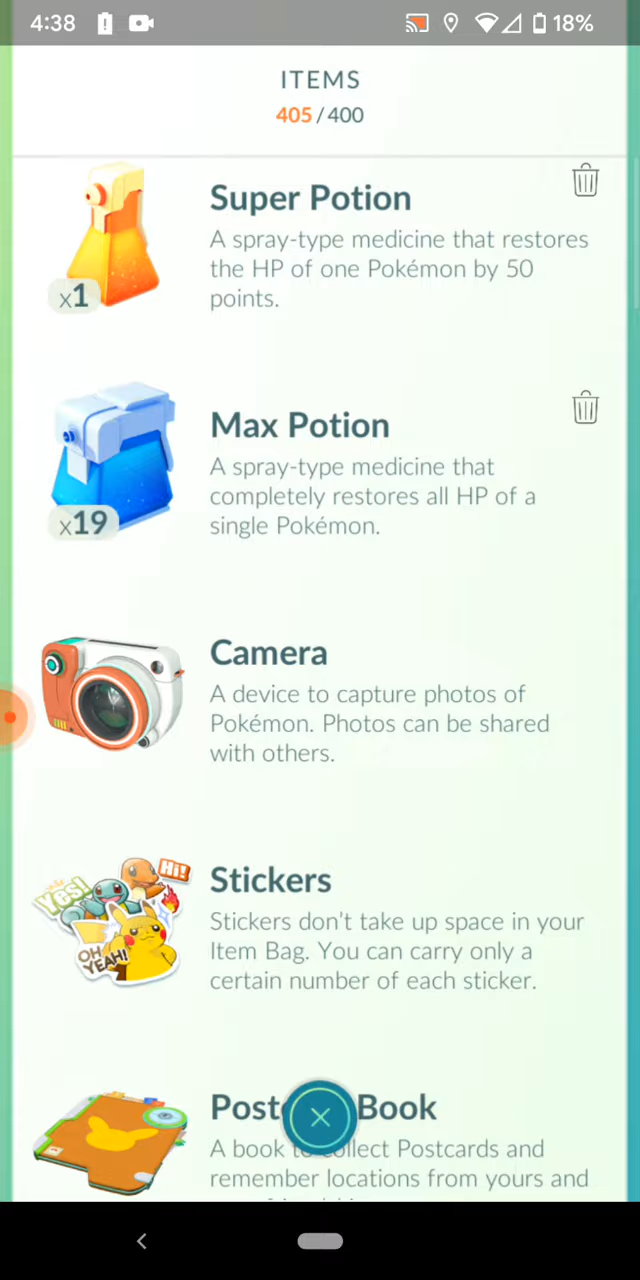 4:38
18%
ITEMS
405/400
Super Potion
A spray-type medicine that restores
the HP of one Pokémon by 50
points.
x1
Max Potion
A spray-type medicine that
completely restores all HP of a
single Pokémon.
x19
Camera
A device to capture photos of
Pokémon. Photos can be shared
with others.
Yes!
Hi!
OH
YEAH!
Stickers
Stickers don't take up space in your
Item Bag. You can carry only a
certain number of each sticker.
Book
A book collect Postcards and
remember locations from yours and